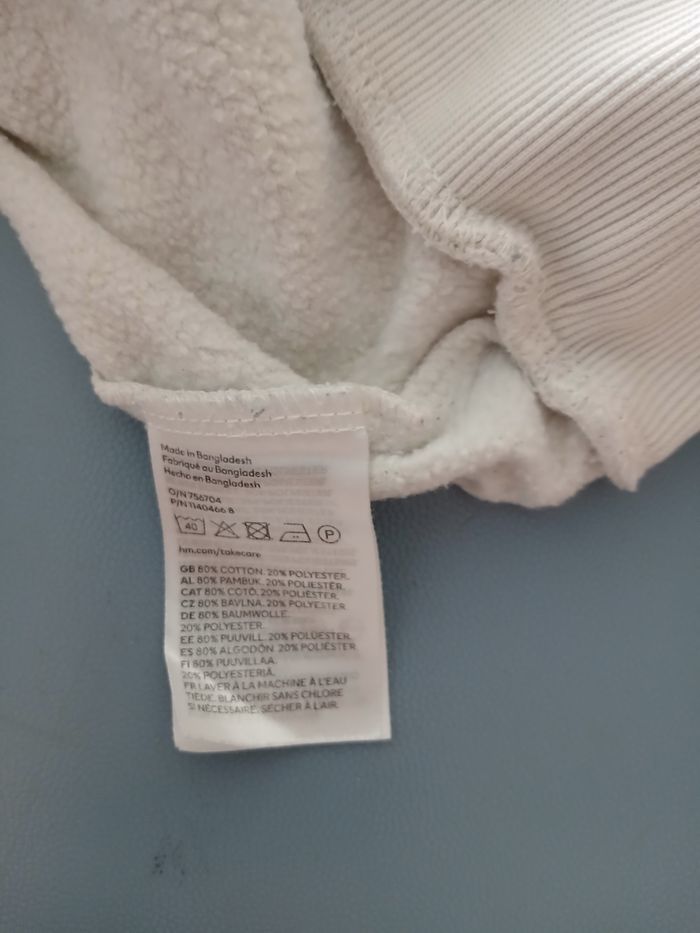 Made in Bangladesh
Fabriqué au Bangladesh
Hecho en Bangladesh
O/N 756704
P/N 1140466 8
40 P
hm.com/takecare
GB 80% COTTON. 20% POLYESTER.
AL 80% PAMBUK. 20% POLIESTËR.
CAT 80% COTÓ. 20% POLIÈSTER.
CZ 80% BAVLNA. 20% POLYESTER
DE 80% BAUMWOLLE.
20% POLYESTER.
EE 80% PUUVILL. 20% POLÜESTER.
ES 80% ALGODÓN. 20% POLIÉSTER
FI 80% PUUVILLAA.
20% POLYESTERIÄ.
FR LAVER À LA MACHINE À L'EAU
TIÈDE. BLANCHIR SANS CHLORE
SI NÉCESSAIRE. SÉCHER À L'AIR.